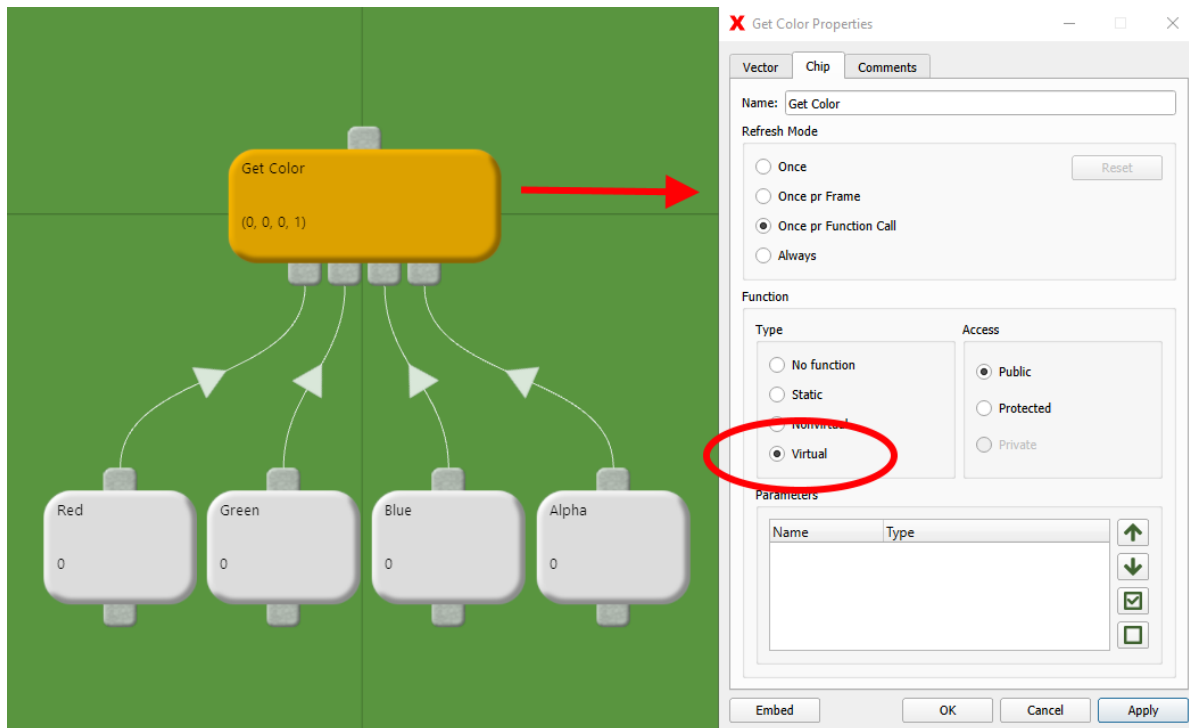 Get Color
(0, 0, 0, 1)
Red
0
Green
0
Blue
0
Alpha
0
Get Color Properties
Vector
Chip
Comments
Name: Get Color
Refresh Mode
Once
Reset
Once pr Frame
Once pr Function Call
Always
Function
Type
Access
No function
Public
Static
Protected
Nonvirtual
Private
Virtual
Parameters
Name Type
Embed
OK
Cancel
Apply